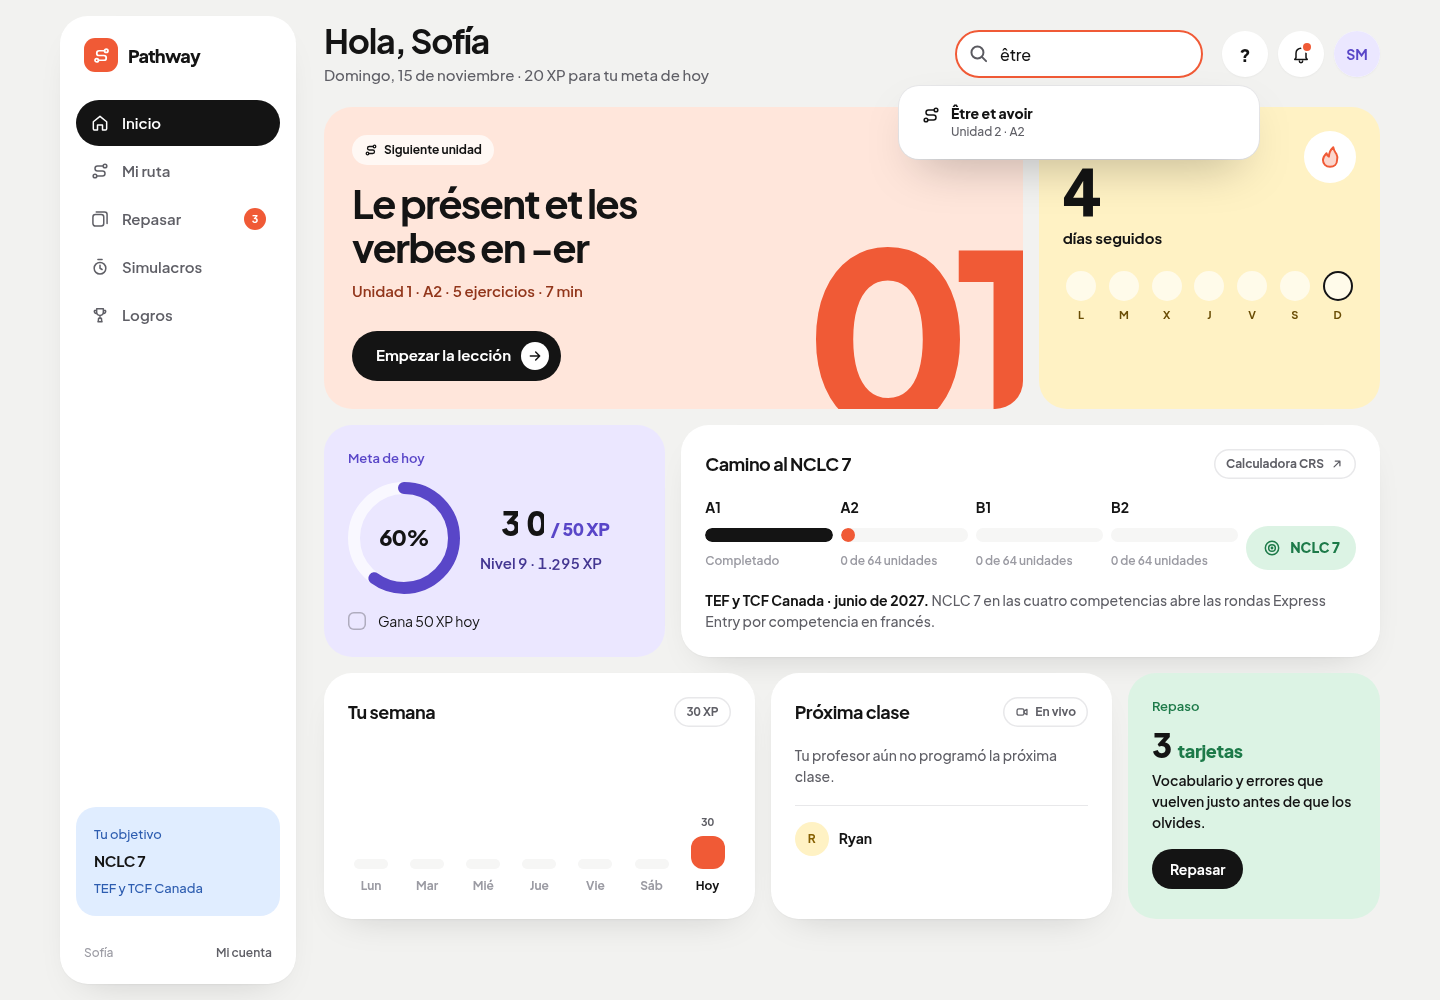 Pathway
Inicio
Mi ruta
Repasar
3
Simulacros
Logros
Tu objetivo
NCLC 7
TEF y TCF Canada
Sofía
Mi cuenta
Hola, Sofía
Domingo, 15 de noviembre · 20 XP para tu meta de hoy
être
?
SM
Être et avoir
Unidad 2 · A2
Siguiente unidad
Le présent et les
verbes en -er
Unidad 1 · A2 · 5 ejercicios · 7 min
Empezar la lección
01
4
días seguidos
L M X J V S D
Meta de hoy
60%
30 / 50 XP
Nivel 9 · 1.295 XP
Gana 50 XP hoy
Camino al NCLC 7
Calculadora CRS
A1 A2 B1 B2
Completado 0 de 64 unidades 0 de 64 unidades 0 de 64 unidades
NCLC 7
TEF y TCF Canada · junio de 2027. NCLC 7 en las cuatro competencias abre las rondas Express
Entry por competencia en francés.
Tu semana
30 XP
30
Lun Mar Mié Jue Vie Sáb Hoy
Próxima clase
En vivo
Tu profesor aún no programó la próxima
clase.
R
Ryan
Repaso
3 tarjetas
Vocabulario y errores que
vuelven justo antes de que los
olvides.
Repasar